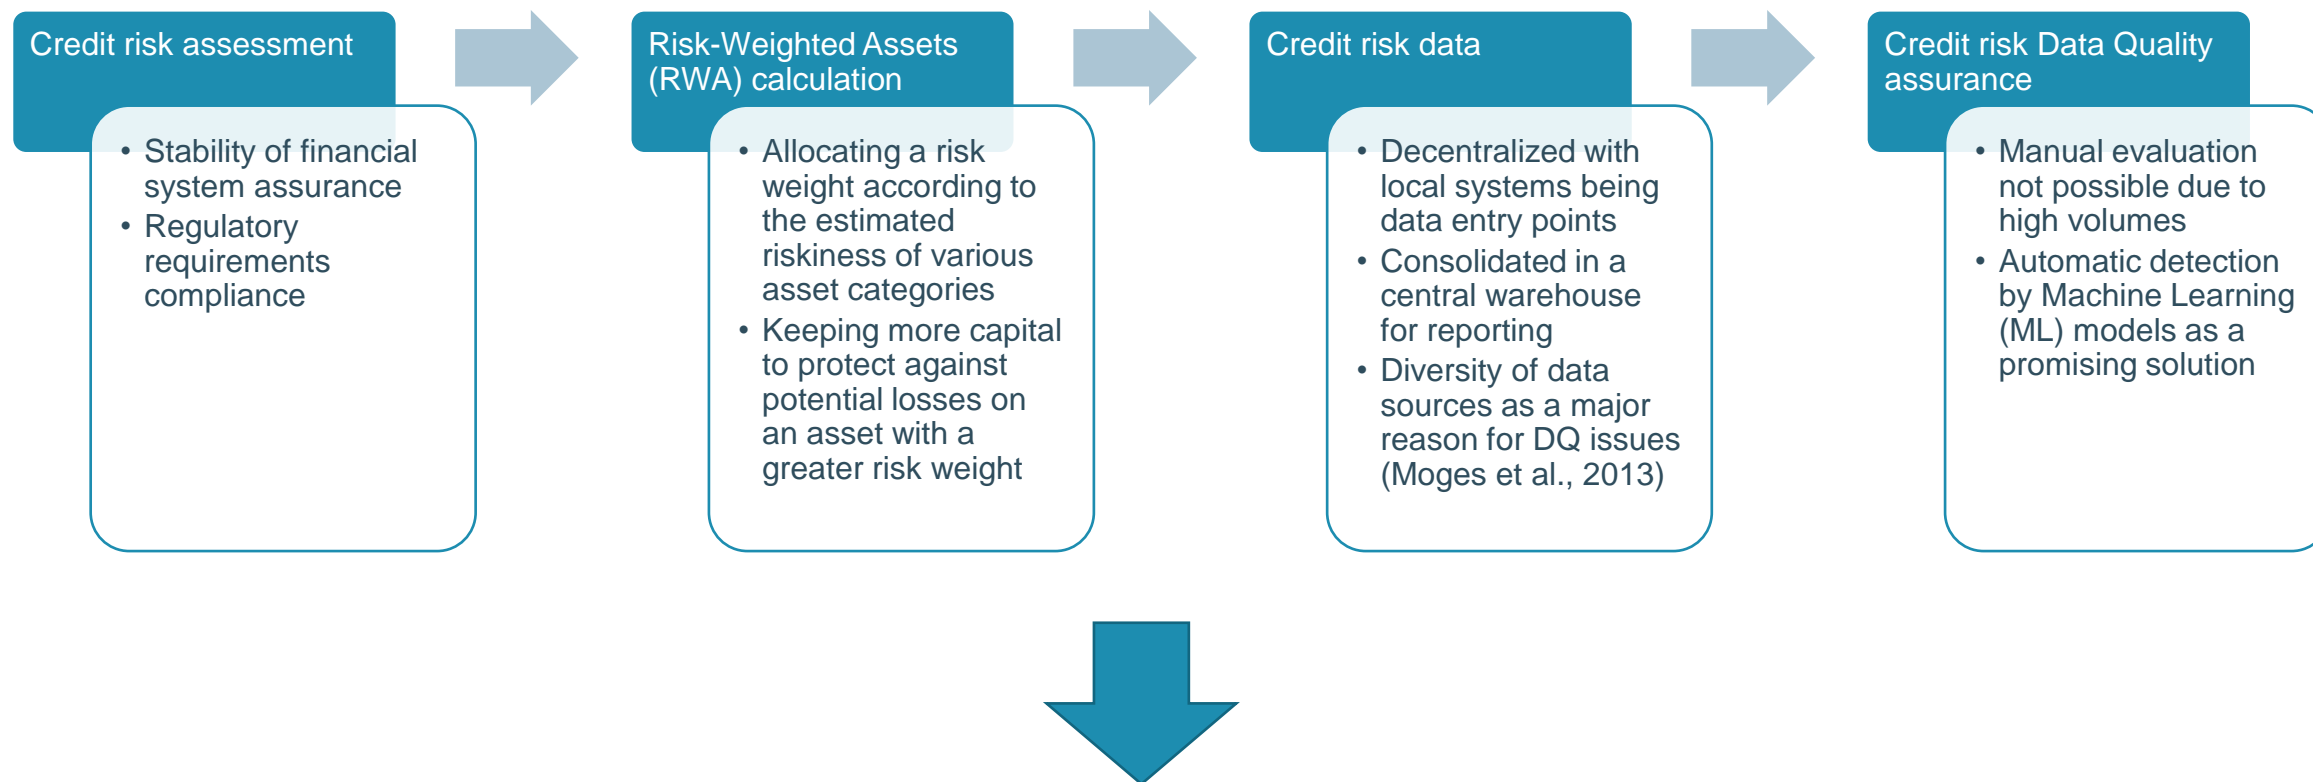 Credit risk assessment
• Stability of financial
system assurance
• Regulatory
requirements
compliance
Risk-Weighted Assets
(RWA) calculation
• Allocating a risk
weight according to
the estimated
riskiness of various
asset categories
• Keeping more capital
to protect against
potential losses on
an asset with a
greater risk weight
Credit risk data
• Decentralized with
local systems being
data entry points
• Consolidated in a
central warehouse
for reporting
• Diversity of data
sources as a major
reason for DQ issues
(Moges et al., 2013)
Credit risk Data Quality
assurance
• Manual evaluation
not possible due to
high volumes
• Automatic detection
by Machine Learning
(ML) models as a
promising solution